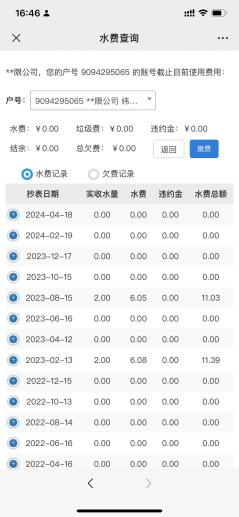 16:46
水费查询
**限公司，您的户号 9094295065 的账号截止目前使用费用：
户号： 9094295065 **限公司 纬...
水费：￥0.00 垃圾费：￥0.00 违约金：￥0.00
结余：￥0.00 总欠费：￥0.00 返回 缴费
水费记录 欠费记录
抄表日期 实收水量 水费 违约金 水费总额
2024-04-18 0.00 0.00 0.00 0.00
2024-02-19 0.00 0.00 0.00 0.00
2023-12-17 0.00 0.00 0.00 0.00
2023-10-15 0.00 0.00 0.00 0.00
2023-08-15 2.00 6.05 0.00 11.03
2023-06-16 0.00 0.00 0.00 0.00
2023-04-12 0.00 0.00 0.00 0.00
2023-02-13 2.00 6.08 0.00 11.39
2022-12-15 0.00 0.00 0.00 0.00
2022-10-13 0.00 0.00 0.00 0.00
2022-08-14 0.00 0.00 0.00 0.00
2022-06-16 0.00 0.00 0.00 0.00
2022-04-16 0.00 0.00 0.00 0.00